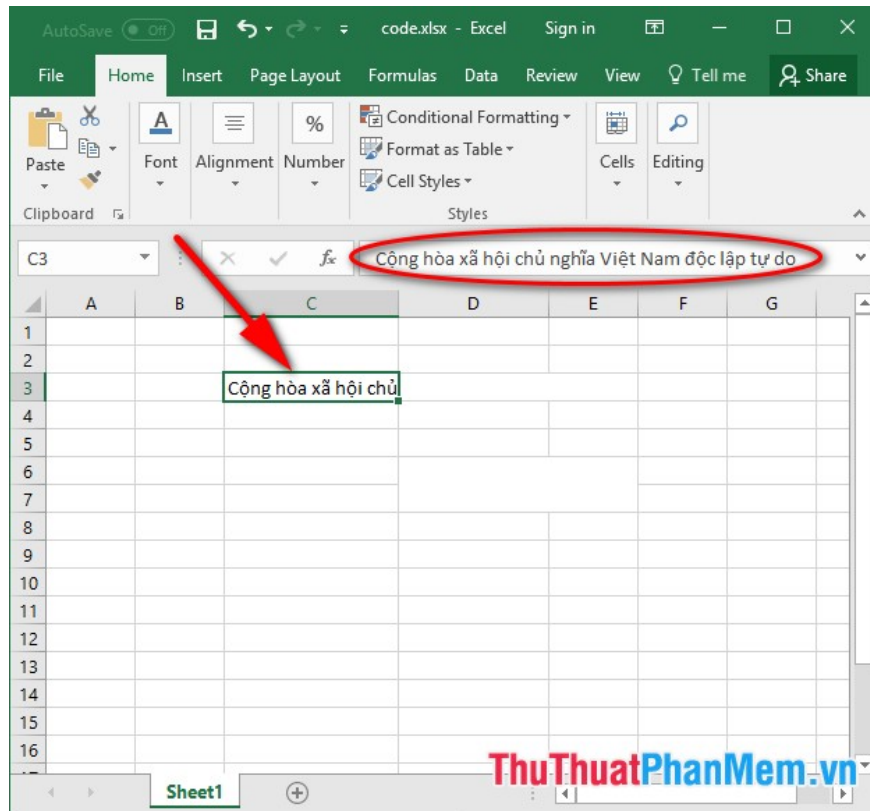 AutoSave Off code.xlsx - Excel Sign in
File Home Insert Page Layout Formulas Data Review View Tell me Share
Paste Font Alignment Number % Conditional Formatting Cells Editing
A
Format as Table
Cell Styles
Clipboard Styles
C3 fx Cộng hòa xã hội chủ nghĩa Việt Nam độc lập tự do
A B C D E F G
1
2
3 Cộng hòa xã hội chủ
4
5
6
7
8
9
10
11
12
13
14
15
16
ThuThuatPhanMem.vn
Sheet1